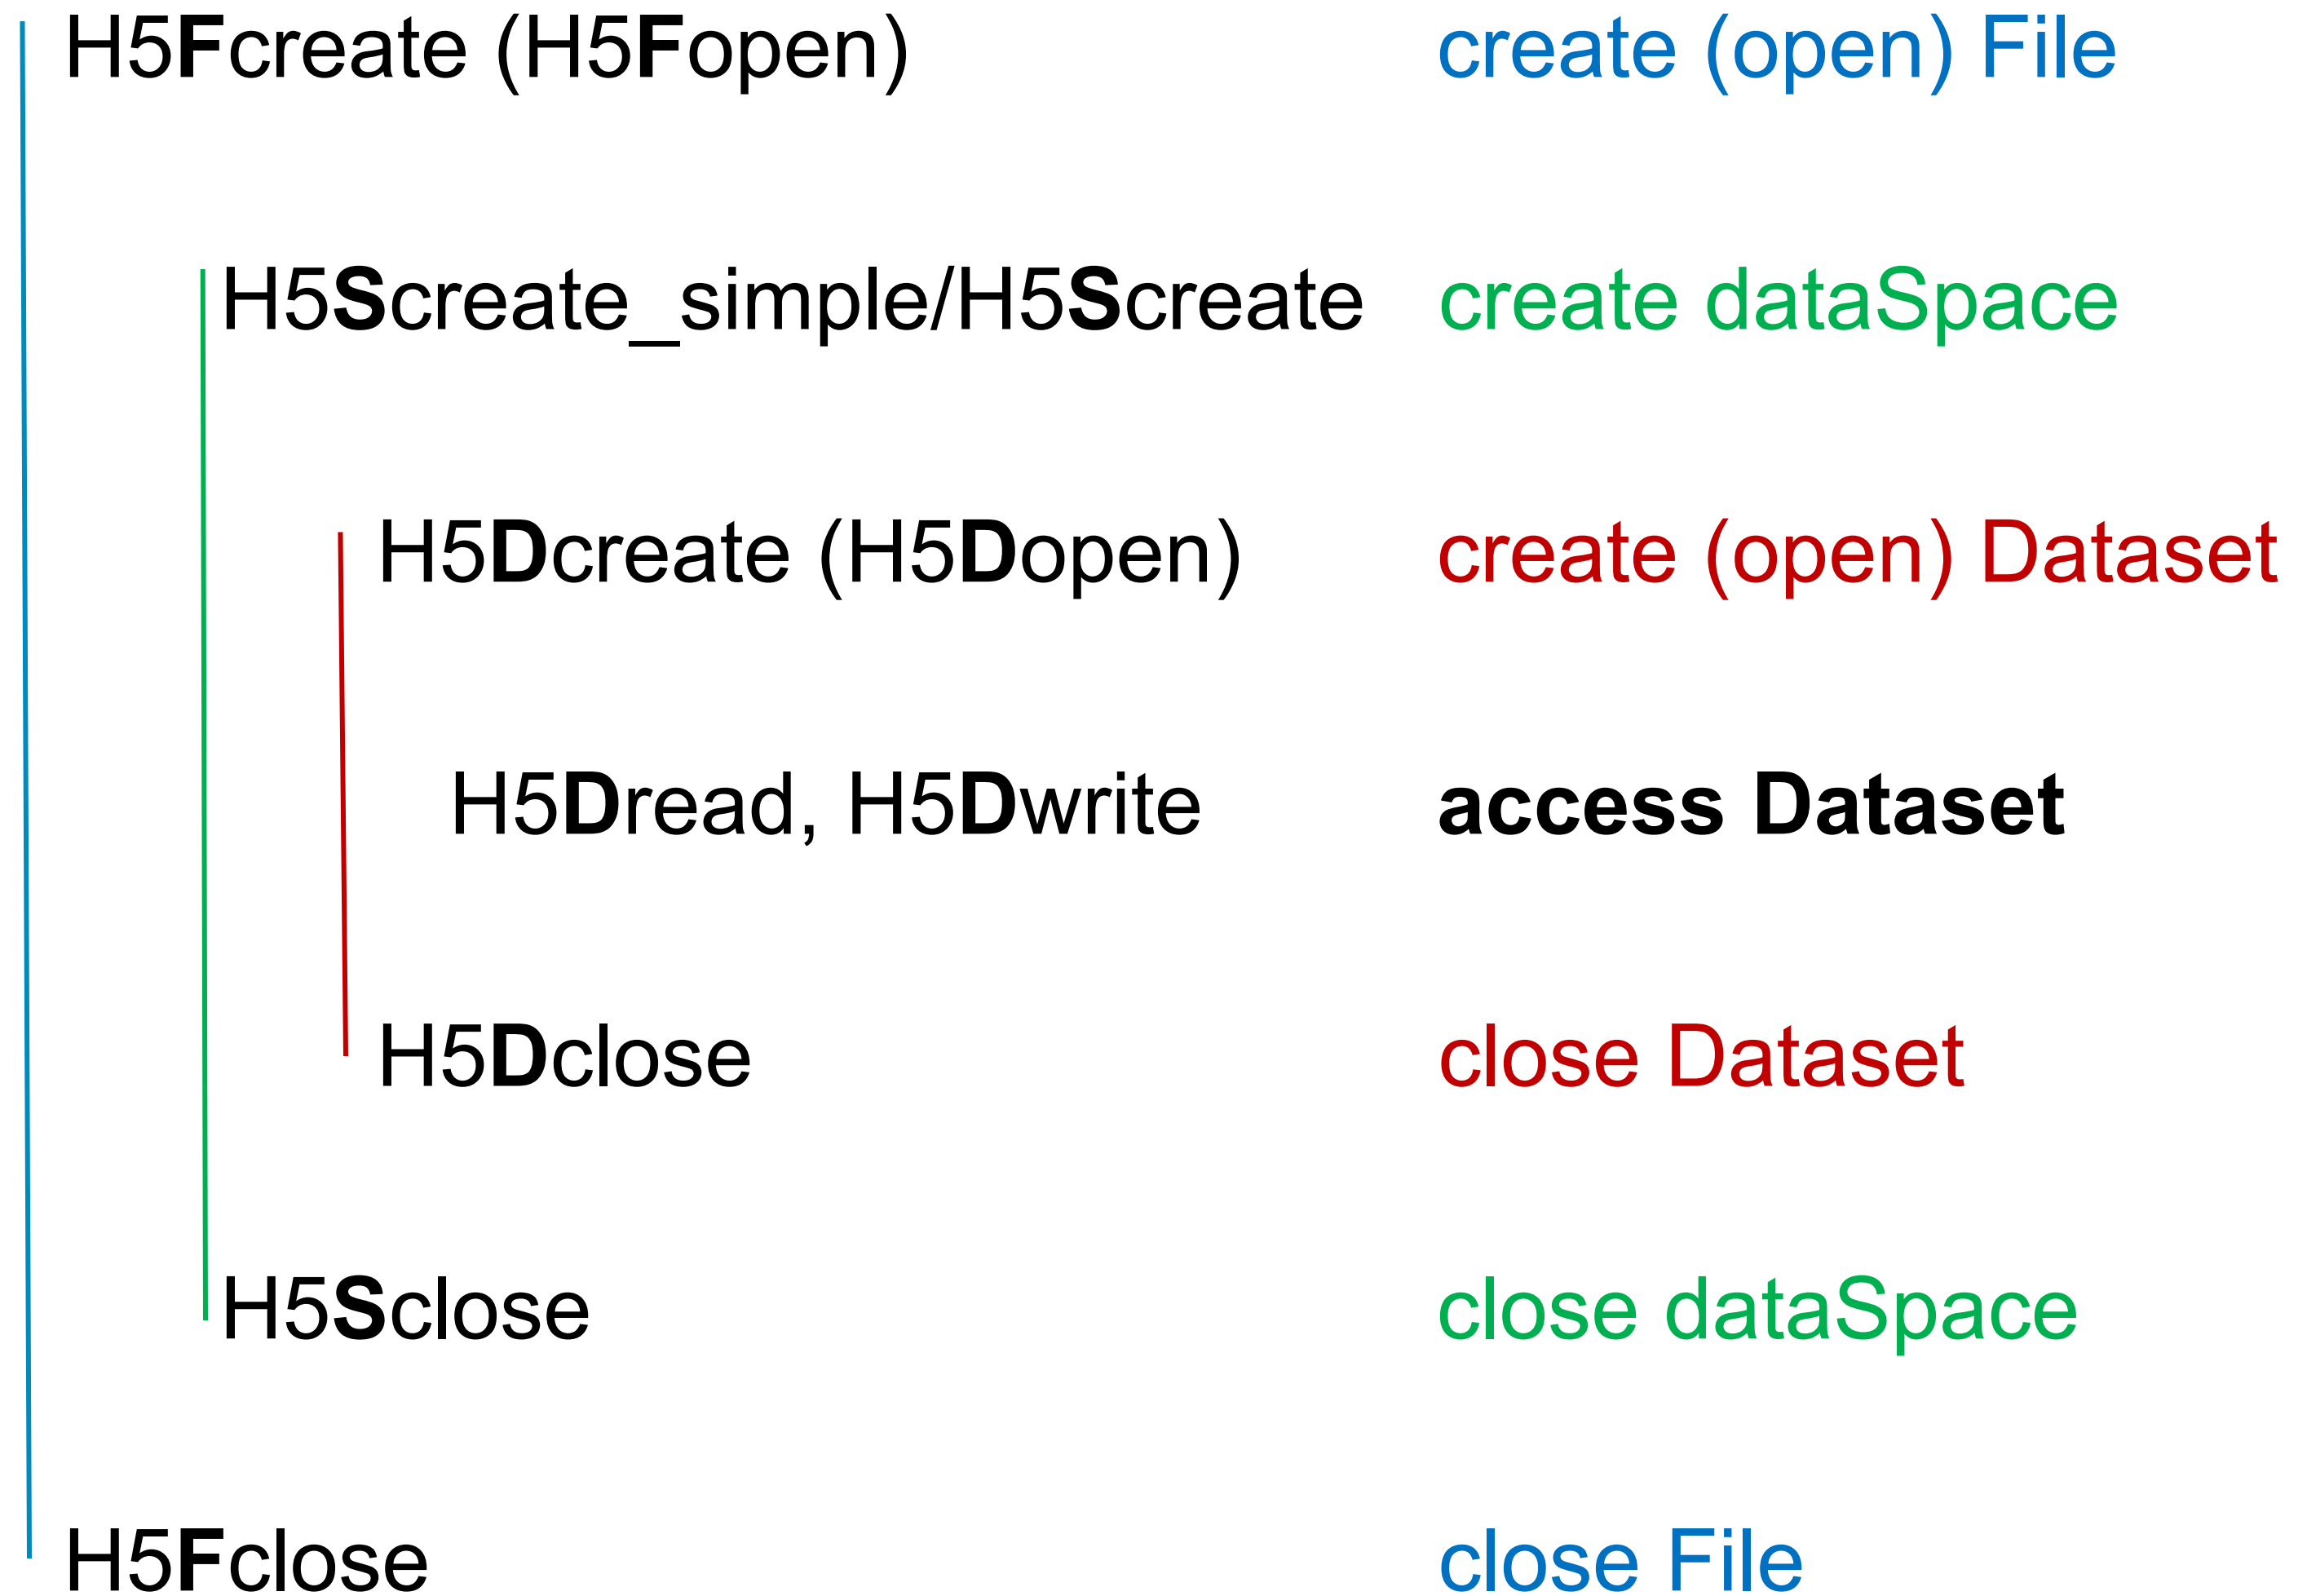 H5Fcreate (H5Fopen) create (open) File
H5Screate_simple/H5Screate create dataSpace
H5Dcreate (H5Dopen) create (open) Dataset
H5Dread, H5Dwrite access Dataset
H5Dclose close Dataset
H5Sclose close dataSpace
H5Fclose close File